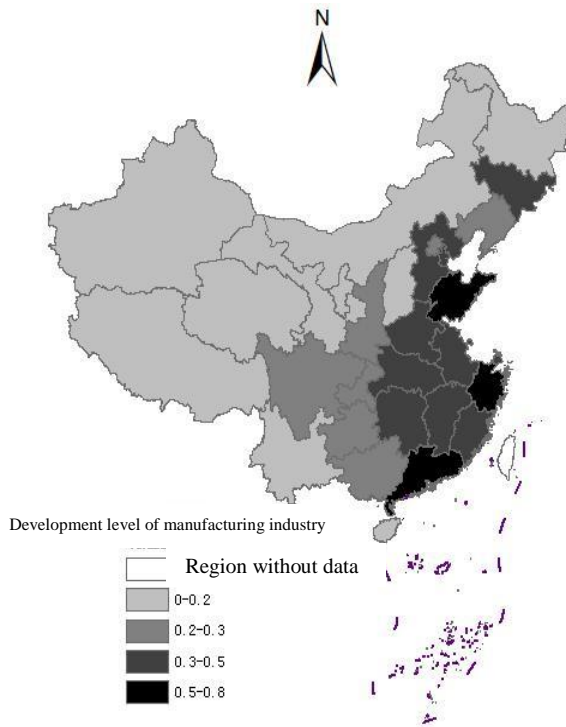 N
Development level of manufacturing industry
Region without data
0-0.2
0.2-0.3
0.3-0.5
0.5-0.8